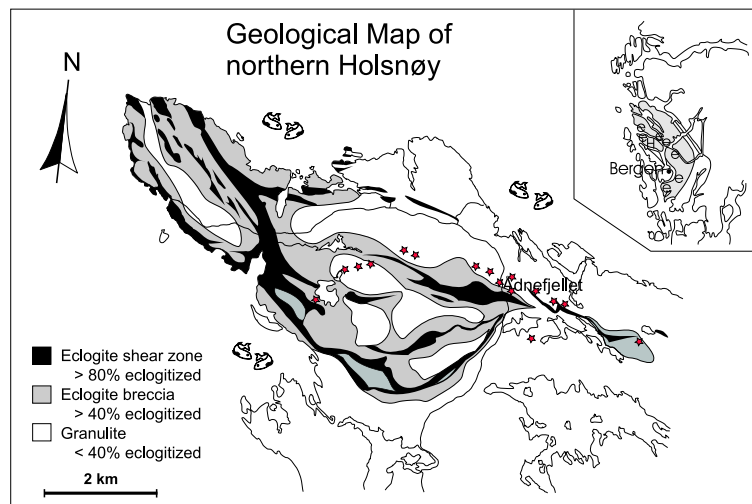 Geological Map of
northern Holsnøy
N
Bergen
Ådnefjellet
Eclogite shear zone
> 80% eclogitized
Eclogite breccia
> 40% eclogitized
Granulite
< 40% eclogitized
2 km